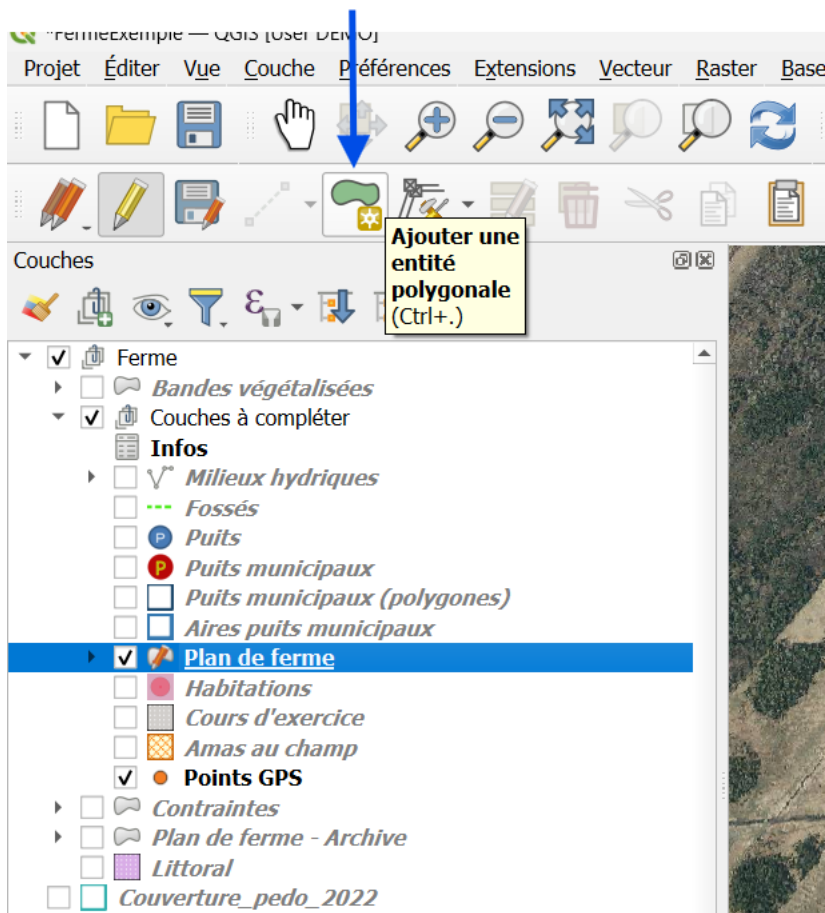 *FermeExemple — QGIS [User DEMO]
Projet Éditer Vue Couche Préférences Extensions Vecteur Raster Base
Ajouter une
entité
polygonale
(Ctrl+.)
Couches
Ferme
Bandes végétalisées
Couches à compléter
Infos
Milieux hydriques
Fossés
P Puits
P Puits municipaux
Puits municipaux (polygones)
Aires puits municipaux
Plan de ferme
Habitations
Cours d'exercice
Amas au champ
Points GPS
Contraintes
Plan de ferme - Archive
Littoral
Couverture_pedo_2022